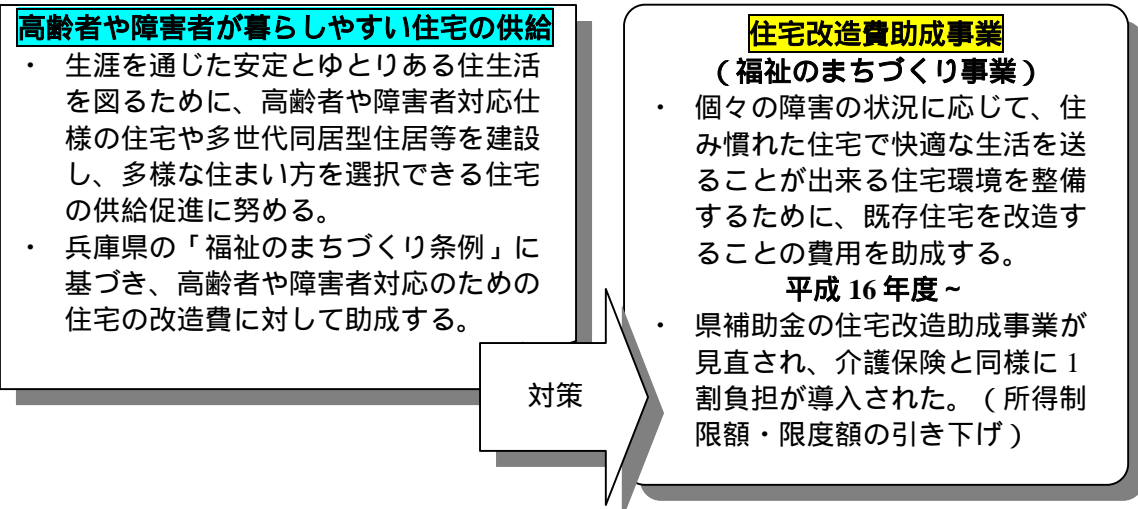 高齢者や障害者が暮らしやすい住宅の供給
・ 生涯を通じた安定とゆとりある住生活
を図るために、高齢者や障害者対応仕
様の住宅や多世代同居型住居等を建設
し、多様な住まい方を選択できる住宅
の供給促進に努める。
・ 兵庫県の「福祉のまちづくり条例」に
基づき、高齢者や障害者対応のための
住宅の改造費に対して助成する。
対策
住宅改造費助成事業
(福祉のまちづくり事業)
・ 個々の障害の状況に応じて、住
み慣れた住宅で快適な生活を送
ることが出来る住宅環境を整備
するために、既存住宅を改造す
ることの費用を助成する。
平成 16 年度~
・ 県補助金の住宅改造助成事業が
見直され、介護保険と同様に 1
割負担が導入された。(所得制
限額・限度額の引き下げ)